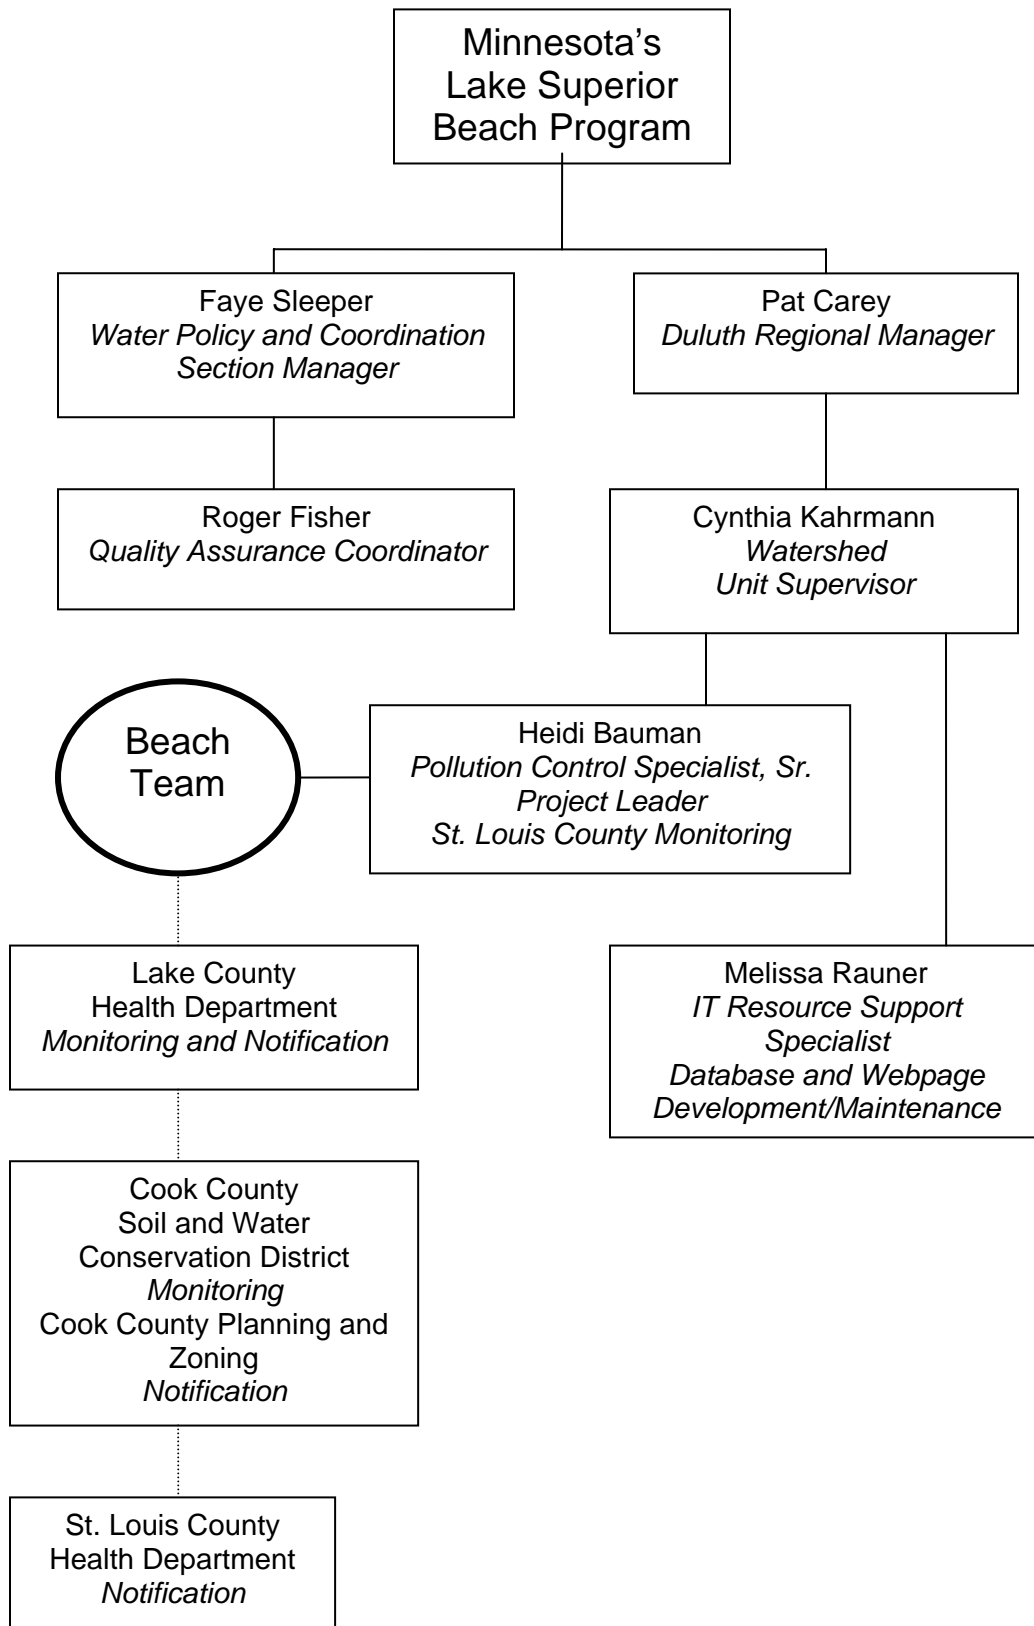 Minnesota’s
Lake Superior
Beach Program
Faye Sleeper
Water Policy and Coordination
Section Manager
Pat Carey
Duluth Regional Manager
Roger Fisher
Quality Assurance Coordinator
Cynthia Kahrmann
Watershed
Unit Supervisor
Beach
Team
Heidi Bauman
Pollution Control Specialist, Sr.
Project Leader
St. Louis County Monitoring
Lake County
Health Department
Monitoring and Notification
Melissa Rauner
IT Resource Support
Specialist
Database and Webpage
Development/Maintenance
Cook County
Soil and Water
Conservation District
Monitoring
Cook County Planning and
Zoning
Notification
St. Louis County
Health Department
Notification